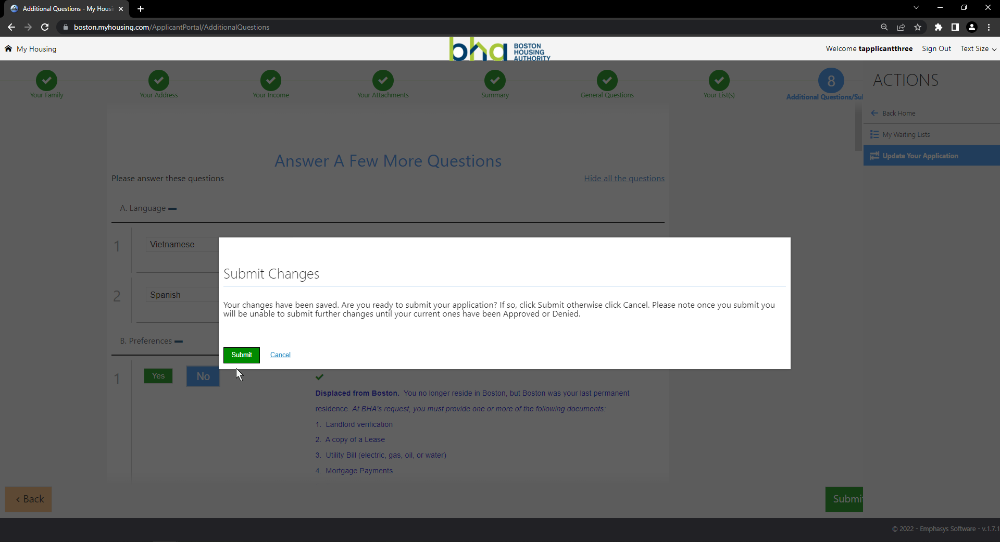 Additional Questions - My Housi
boston.myhousing.com/ApplicantPortal/AdditionalQuestions
My Housing
bha
BOSTON
HOUSING
AUTHORITY
Welcome tapplicantthree
Sign Out
Text Size
Your Family
Your Address
Your Income
Your Attachments
Summary
General Questions
Your List(s)
8
Additional Questions/Sul
ACTIONS
Back Home
My Waiting Lists
Update Your Application
Answer A Few More Questions
Please answer these questions
Hide all the questions
A. Language
1
Vietnamese
2
Spanish
B. Preferences
Submit Changes
Your changes have been saved. Are you ready to submit your application? If so, click Submit otherwise click Cancel. Please note once you submit you
will be unable to submit further changes until your current ones have been Approved or Denied.
Submit
Cancel
1
Yes
No
Displaced from Boston. You no longer reside in Boston, but Boston was your last permanent
residence. At BHA's request, you must provide one or more of the following documents:
1. Landlord verification
2. A copy of a Lease
3. Utility Bill (electric, gas, oil, or water)
4. Mortgage Payments
< Back
Submi
© 2022 - Emphasys Software - v.1.7.1